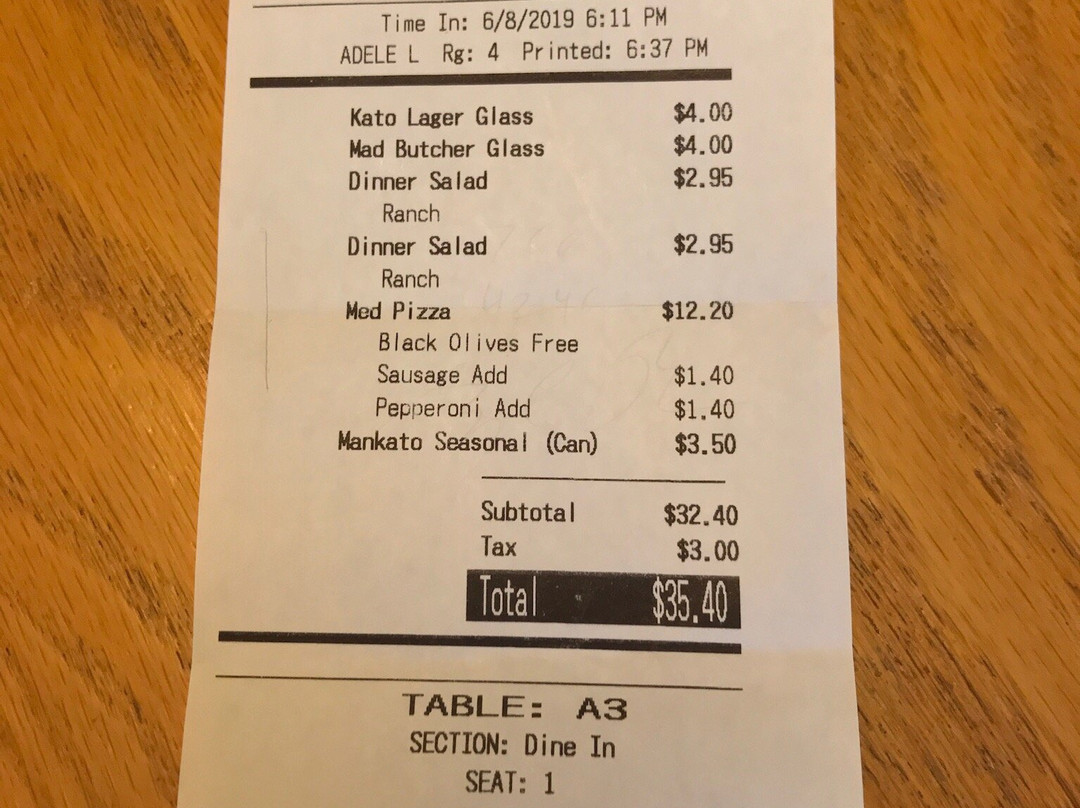 Time In: 6/8/2019 6:11 PM
ADELE L Rg: 4 Printed: 6:37 PM
Kato Lager Glass $4.00
Mad Butcher Glass $4.00
Dinner Salad $2.95
Ranch
Dinner Salad $2.95
Ranch
Med Pizza $12.20
Black Olives Free
Sausage Add $1.40
Pepperoni Add $1.40
Mankato Seasonal (Can) $3.50
Subtotal $32.40
Tax $3.00
Total $35.40
TABLE: A3
SECTION: Dine In
SEAT: 1